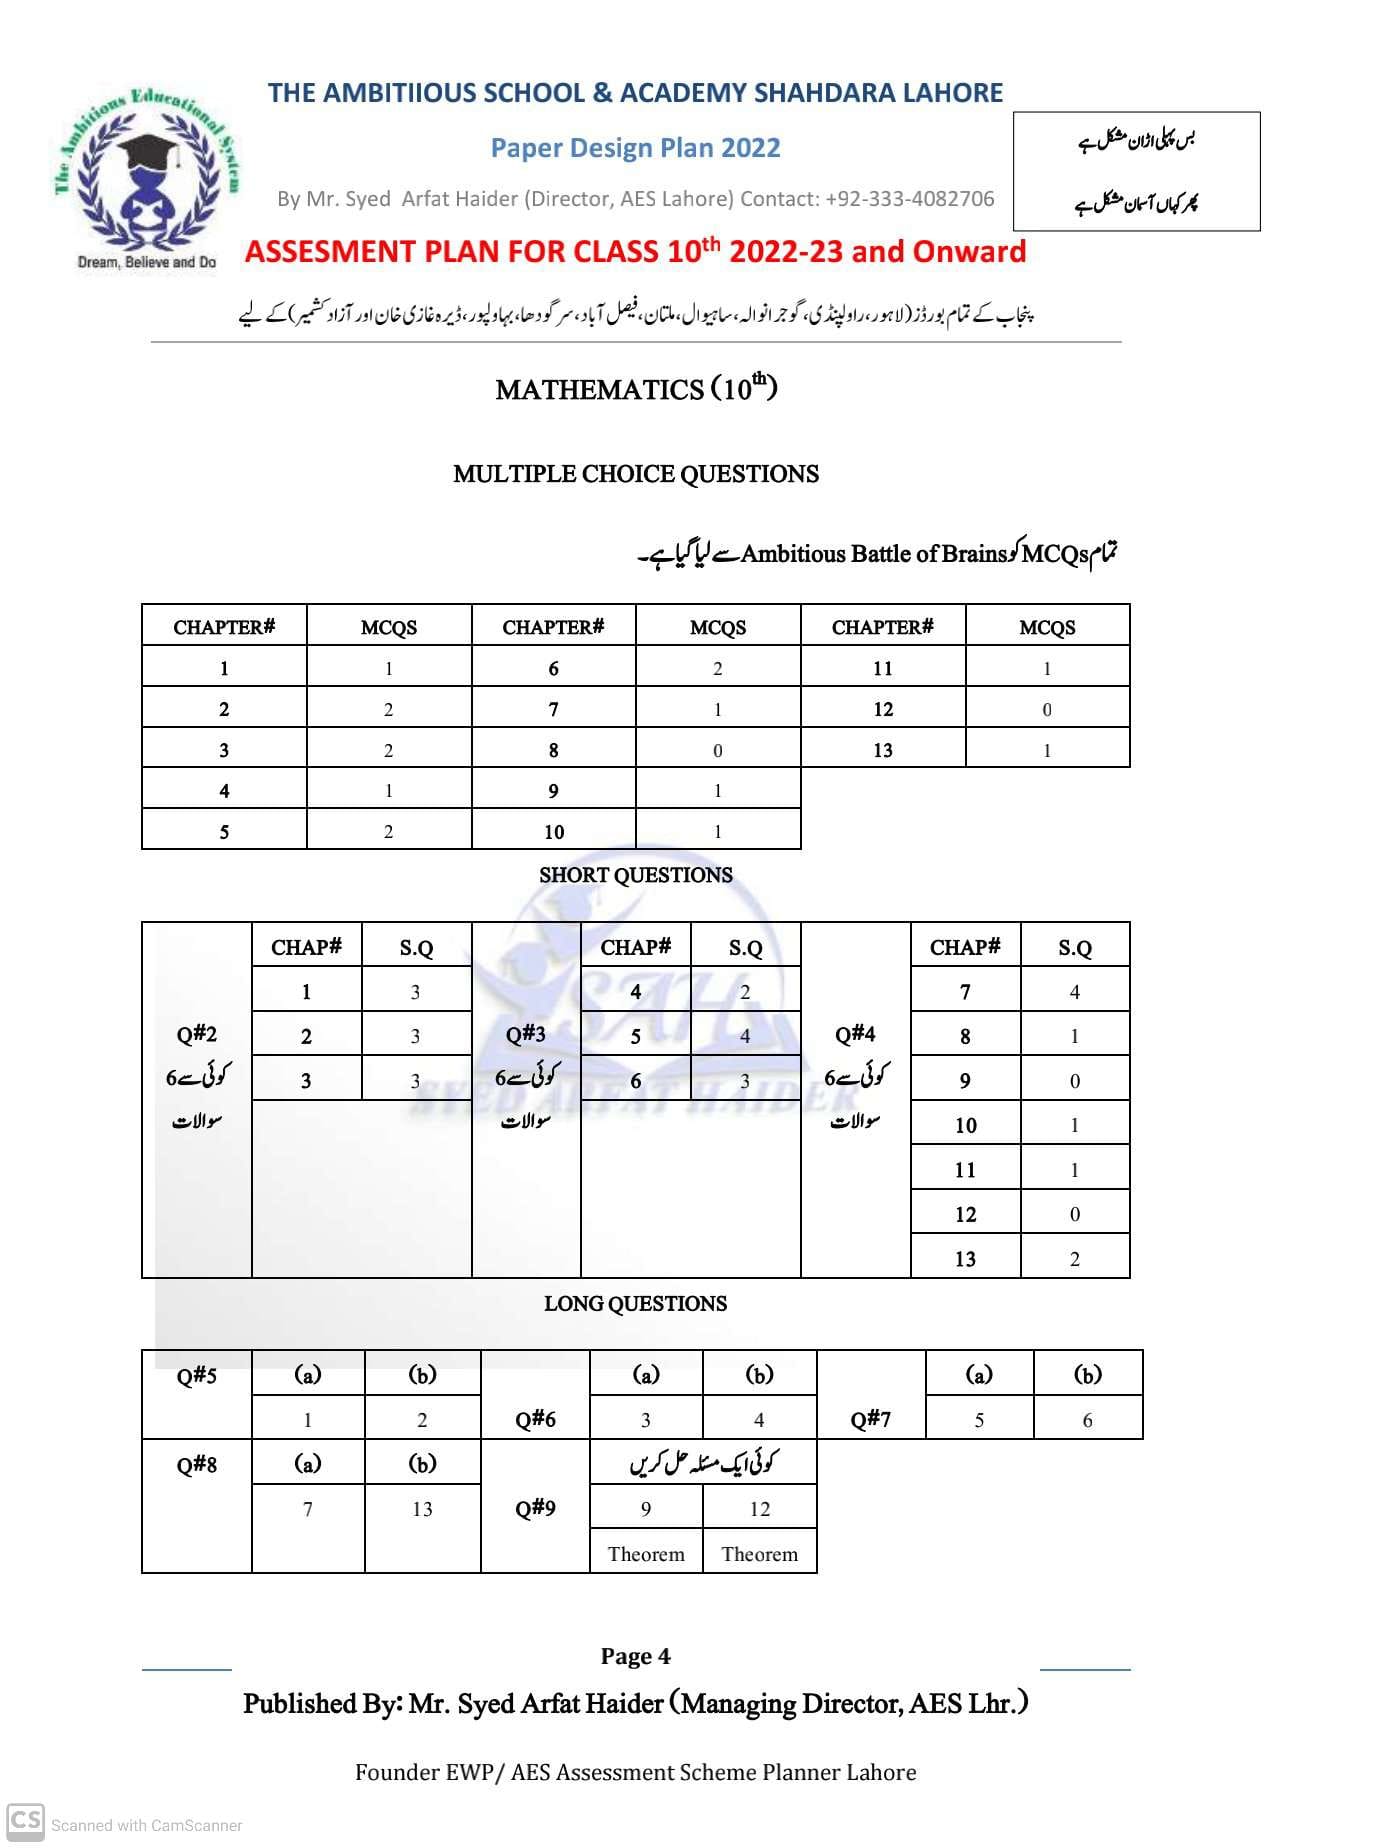 The Ambitious Educational System
Dream, Believe and Do
THE AMBITIIOUS SCHOOL & ACADEMY SHAHDARA LAHORE
Paper Design Plan 2022
By Mr. Syed Arfat Haider (Director, AES Lahore) Contact: +92-333-4082706
بس پہلی اڑان مشکل ہے
پھر کہاں آسمان مشکل ہے
ASSESMENT PLAN FOR CLASS 10th 2022-23 and Onward
پنجاب کے تمام بورڈز (لاہور، راولپنڈی، گوجرانوالہ، ساہیوال، ملتان، فیصل آباد، سرگودھا، بہاولپور، ڈیرہ غازی خان اور آزاد کشمیر) کے لیے
MATHEMATICS (10th)
MULTIPLE CHOICE QUESTIONS
تمام MCQs کو Ambitious Battle of Brains سے لیا گیا ہے۔
CHAPTER# MCQS CHAPTER# MCQS CHAPTER# MCQS
1 1 6 2 11 1
2 2 7 1 12 0
3 2 8 0 13 1
4 1 9 1
5 2 10 1
SHORT QUESTIONS
CHAP# S.Q CHAP# S.Q CHAP# S.Q
1 3 4 2 7 4
Q#2 2 3 Q#3 5 4 Q#4 8 1
کوئی سے 6 3 3 کوئی سے 6 6 3 کوئی سے 6 9 0
سوالات سوالات سوالات 10 1
11 1
12 0
13 2
SAH
SYED ARFAT HAIDER
LONG QUESTIONS
Q#5 (a) (b) (a) (b) (a) (b)
1 2 Q#6 3 4 Q#7 5 6
Q#8 (a) (b) کوئی ایک مسئلہ حل کریں
7 13 Q#9 9 12
Theorem Theorem
Page 4
Published By: Mr. Syed Arfat Haider (Managing Director, AES Lhr.)
Founder EWP/ AES Assessment Scheme Planner Lahore
CS Scanned with CamScanner